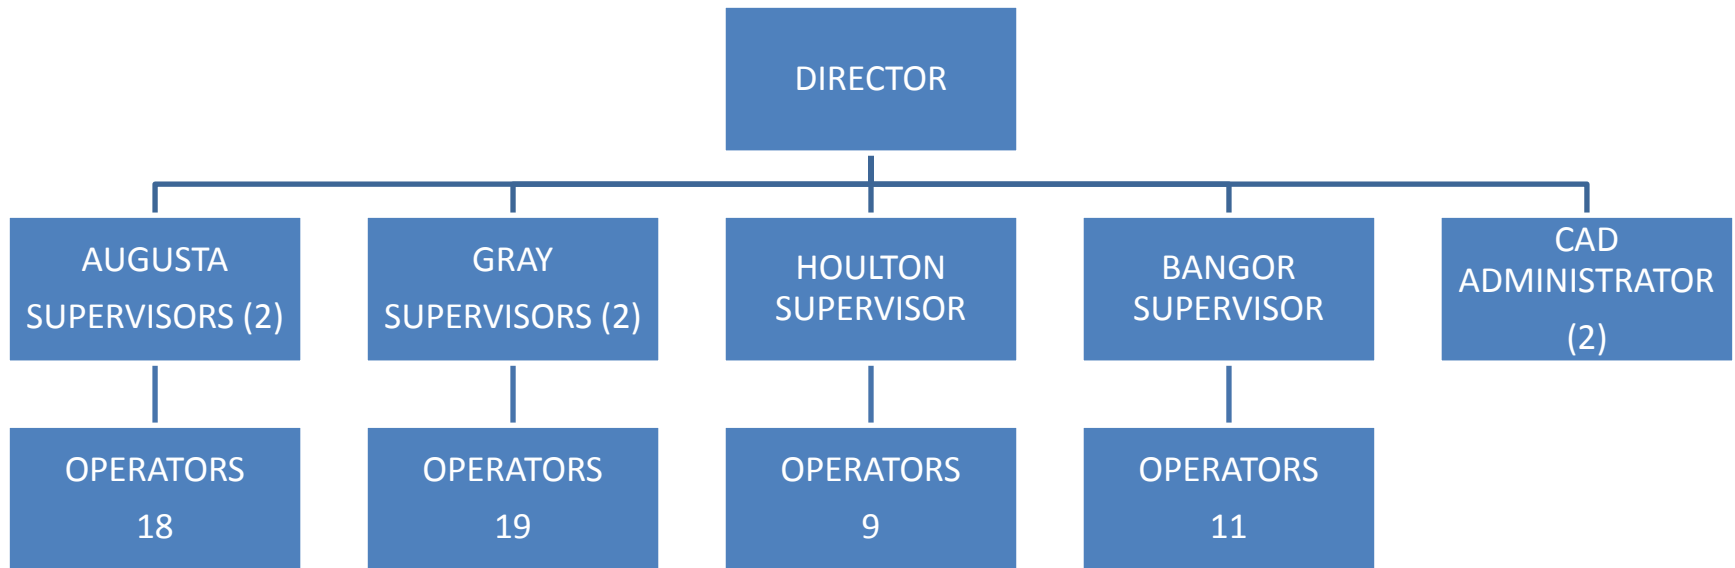 DIRECTOR
AUGUSTA
SUPERVISORS (2)
GRAY
SUPERVISORS (2)
HOULTON
SUPERVISOR
BANGOR
SUPERVISOR
CAD
ADMINISTRATOR
(2)
OPERATORS
18
OPERATORS
19
OPERATORS
9
OPERATORS
11